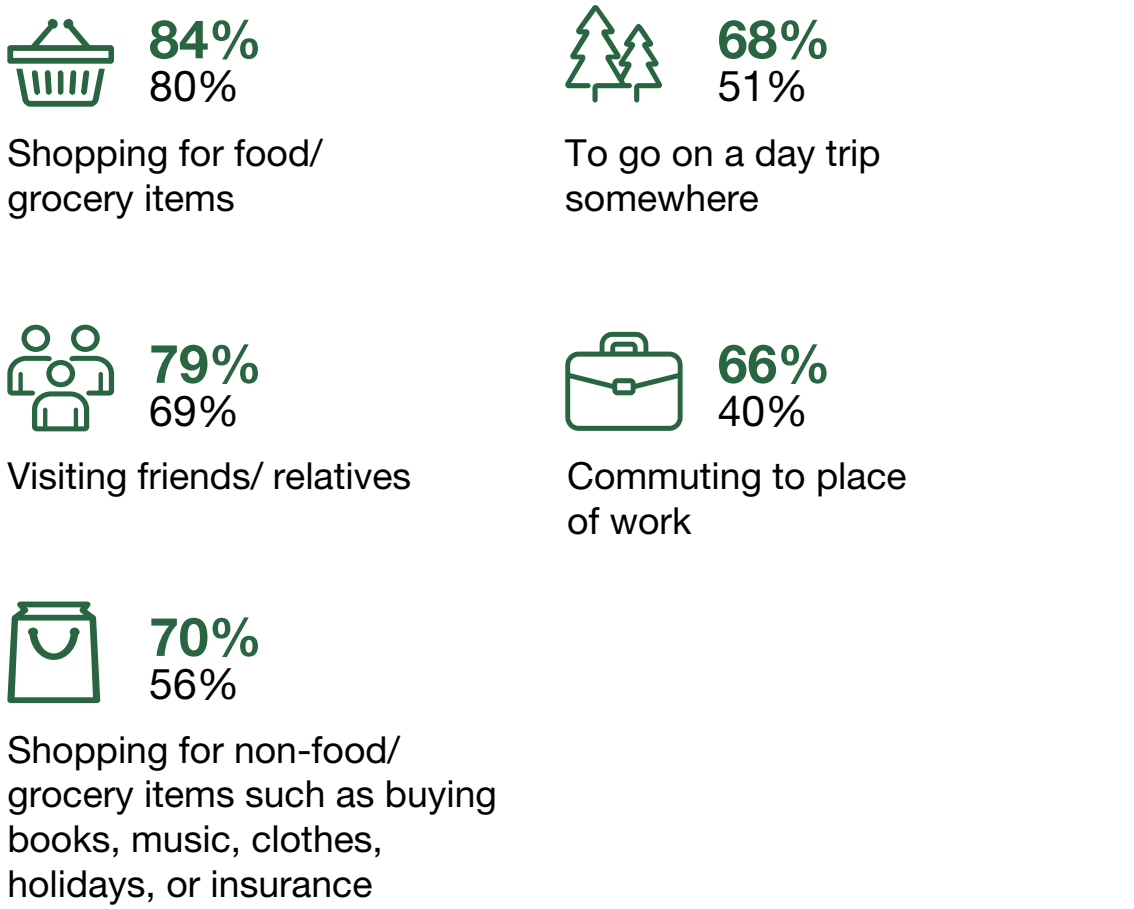 84%
80%
Shopping for food/
grocery items
68%
51%
To go on a day trip
somewhere
79%
69%
Visiting friends/ relatives
66%
40%
Commuting to place
of work
70%
56%
Shopping for non-food/
grocery items such as buying
books, music, clothes,
holidays, or insurance